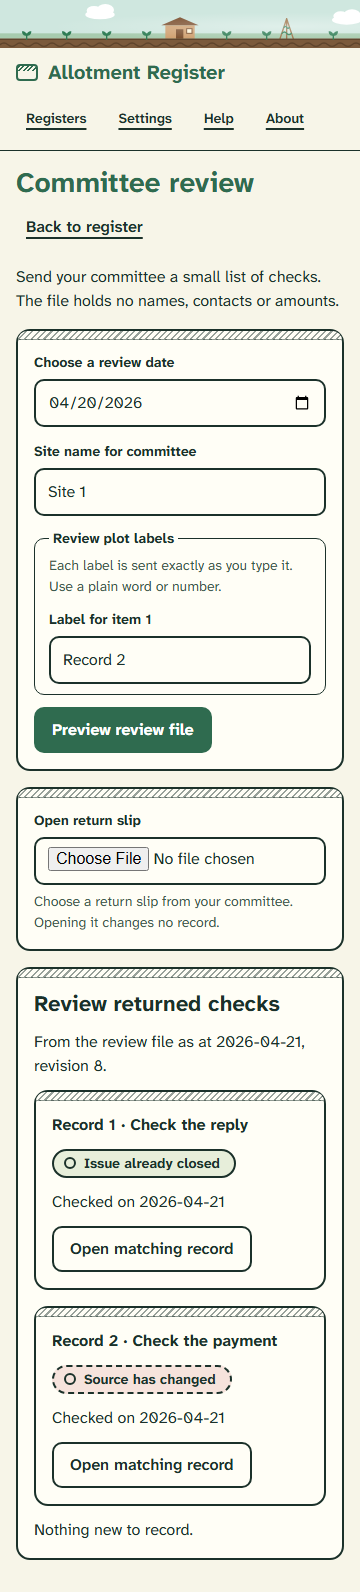 Allotment Register
Registers Settings Help About
Committee review
Back to register
Send your committee a small list of checks.
The file holds no names, contacts or amounts.
Choose a review date
04/20/2026
Site name for committee
Site 1
Review plot labels
Each label is sent exactly as you type it.
Use a plain word or number.
Label for item 1
Record 2
Preview review file
Open return slip
Choose File No file chosen
Choose a return slip from your committee.
Opening it changes no record.
Review returned checks
From the review file as at 2026-04-21,
revision 8.
Record 1 · Check the reply
Issue already closed
Checked on 2026-04-21
Open matching record
Record 2 · Check the payment
Source has changed
Checked on 2026-04-21
Open matching record
Nothing new to record.